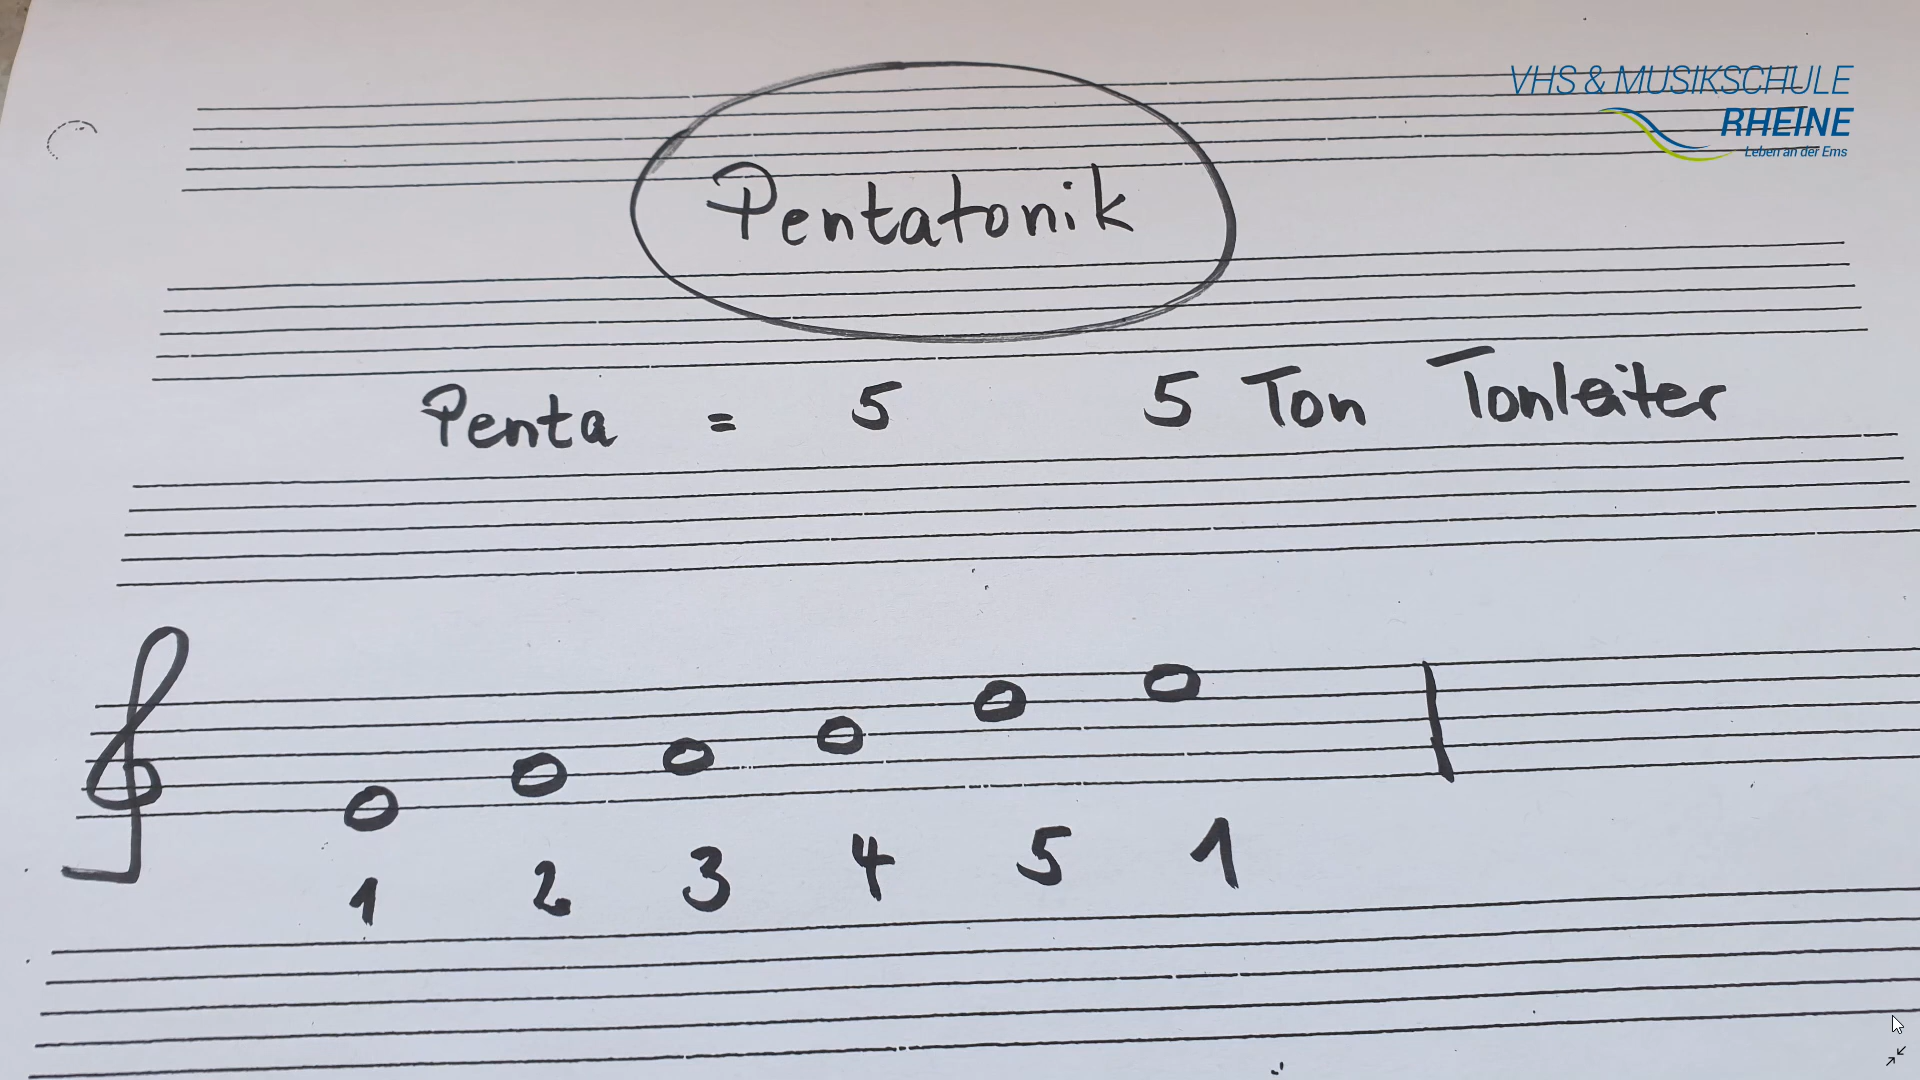 VHS & MUSIKSCHULE
RHEINE
Leben an der Ems
Pentatonik
Penta = 5 5 Ton Tonleiter
1 2 3 4 5 1